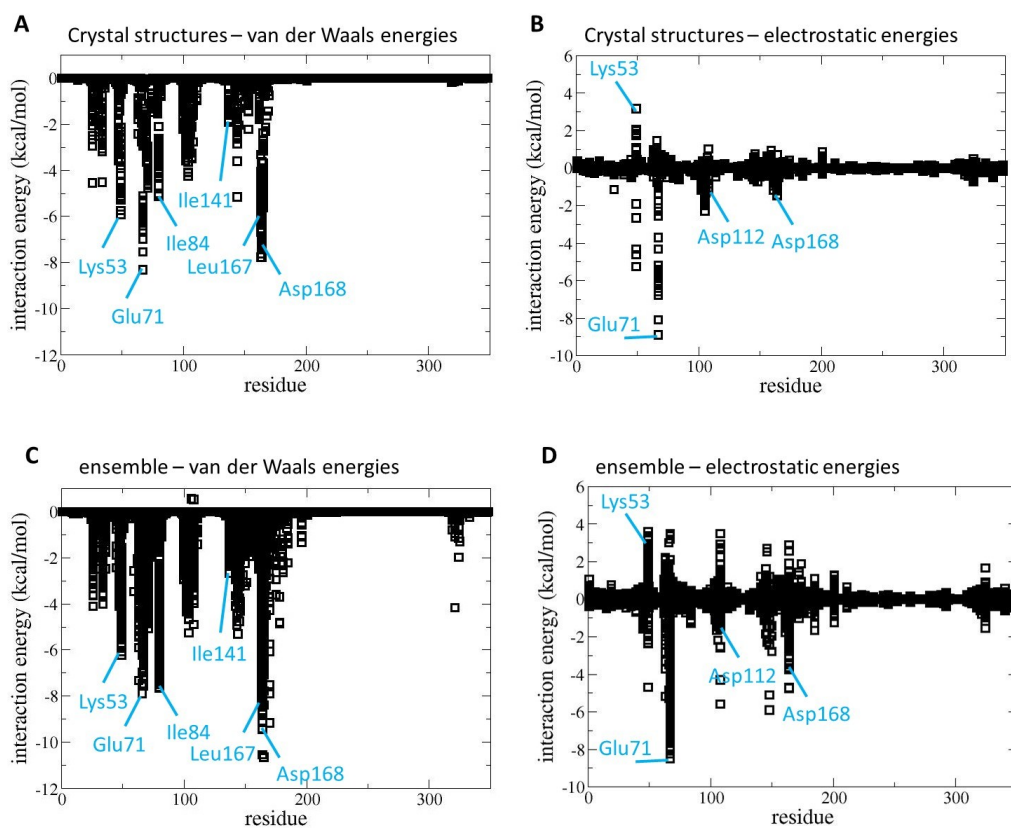 A
Crystal structures – van der Waals energies
0
-2
-4
-6
-8
-10
-12
interaction energy (kcal/mol)
Ile141
Lys53
Ile84
Leu167
Glu71
Asp168
0
100
200
300
residue
B
Crystal structures – electrostatic energies
6
4
2
0
-2
-4
-6
-8
-10
interaction energy (kcal/mol)
Lys53
Asp112
Asp168
Glu71
0
100
200
300
residue
C
ensemble – van der Waals energies
0
-2
-4
-6
-8
-10
-12
interaction energy (kcal/mol)
Ile141
Lys53
Ile84
Glu71
Leu167
Asp168
0
100
200
300
residue
D
ensemble – electrostatic energies
6
4
2
0
-2
-4
-6
-8
-10
interaction energy (kcal/mol)
Lys53
Asp112
Asp168
Glu71
0
100
200
300
residue